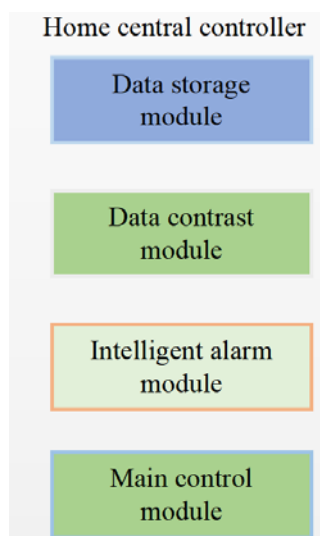 Home central controller
Data storage
module
Data contrast
module
Intelligent alarm
module
Main control
module